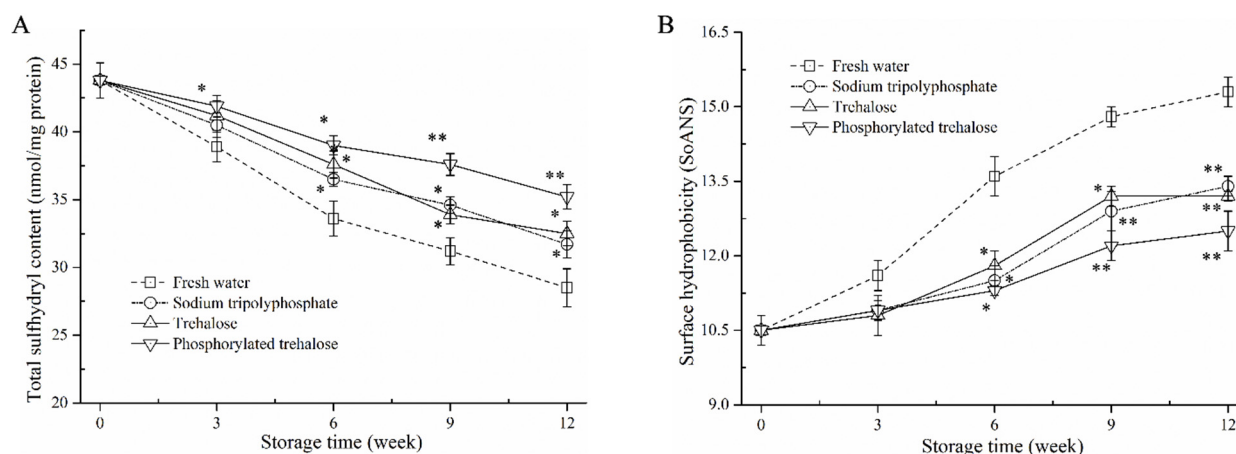 A
Total sulfhydryl content (umol/mg protein)
45
40
35
30
25
20
*
*
*
*
**
*
*
**
*
*
Fresh water
Sodium tripolyphosphate
Trehalose
Phosphorylated trehalose
0
3
6
9
12
Storage time (week)
B
Surface hydrophobicity (SoANS)
16.5
15.0
13.5
12.0
10.5
9.0
Fresh water
Sodium tripolyphosphate
Trehalose
Phosphorylated trehalose
*
*
*
*
**
**
**
**
**
0
3
6
9
12
Storage time (week)